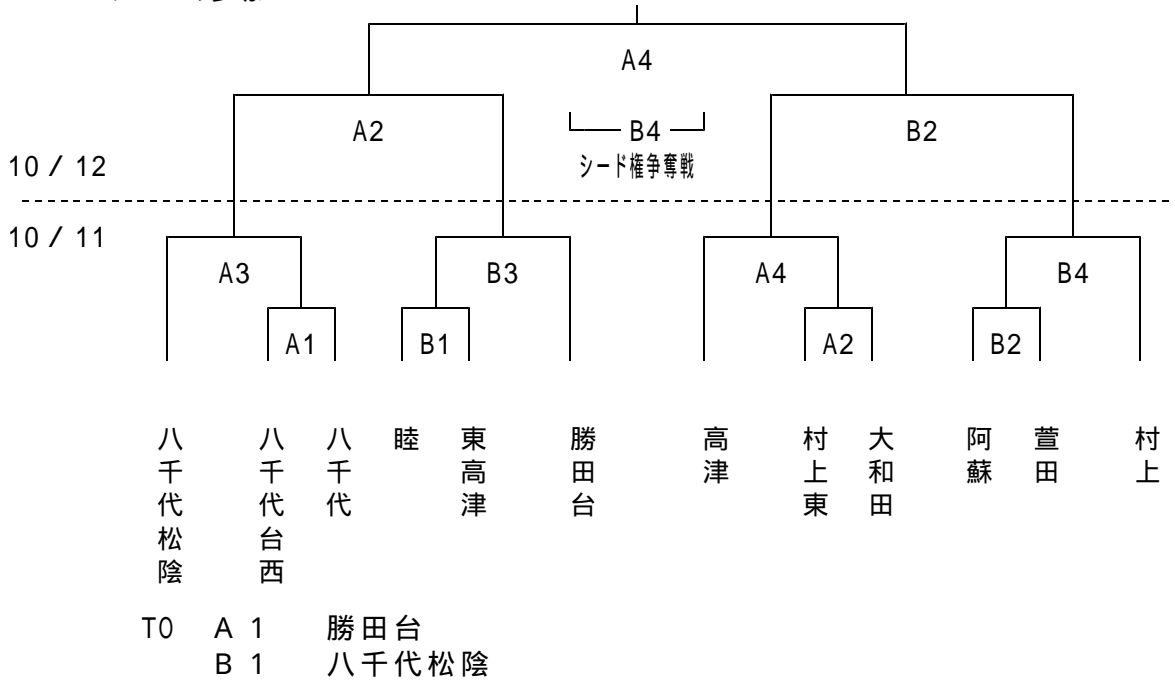 A4
A2
B4
B2
シード権争奪戦
10 / 12
10 / 11
A3
B3
A4
B4
A1
B1
A2
B2
八千代松陰
八千代台西
八千代
睦
東高津
勝田台
高津
村上東
大和田
阿蘇
萱田
村上
TO A 1 勝田台
B 1 八千代松陰